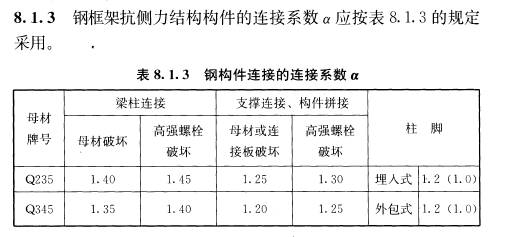 8.1.3 钢框架抗侧力结构构件的连接系数 α 应按表 8.1.3 的规定
采用。
表 8.1.3 钢构件连接的连接系数 α
母材牌号 梁柱连接 支撑连接、构件拼接 柱 脚
母材破坏 高强螺栓破坏 母材或连接板破坏 高强螺栓破坏
Q235 1.40 1.45 1.25 1.30 埋入式 1.2 (1.0)
Q345 1.35 1.40 1.20 1.25 外包式 1.2 (1.0)